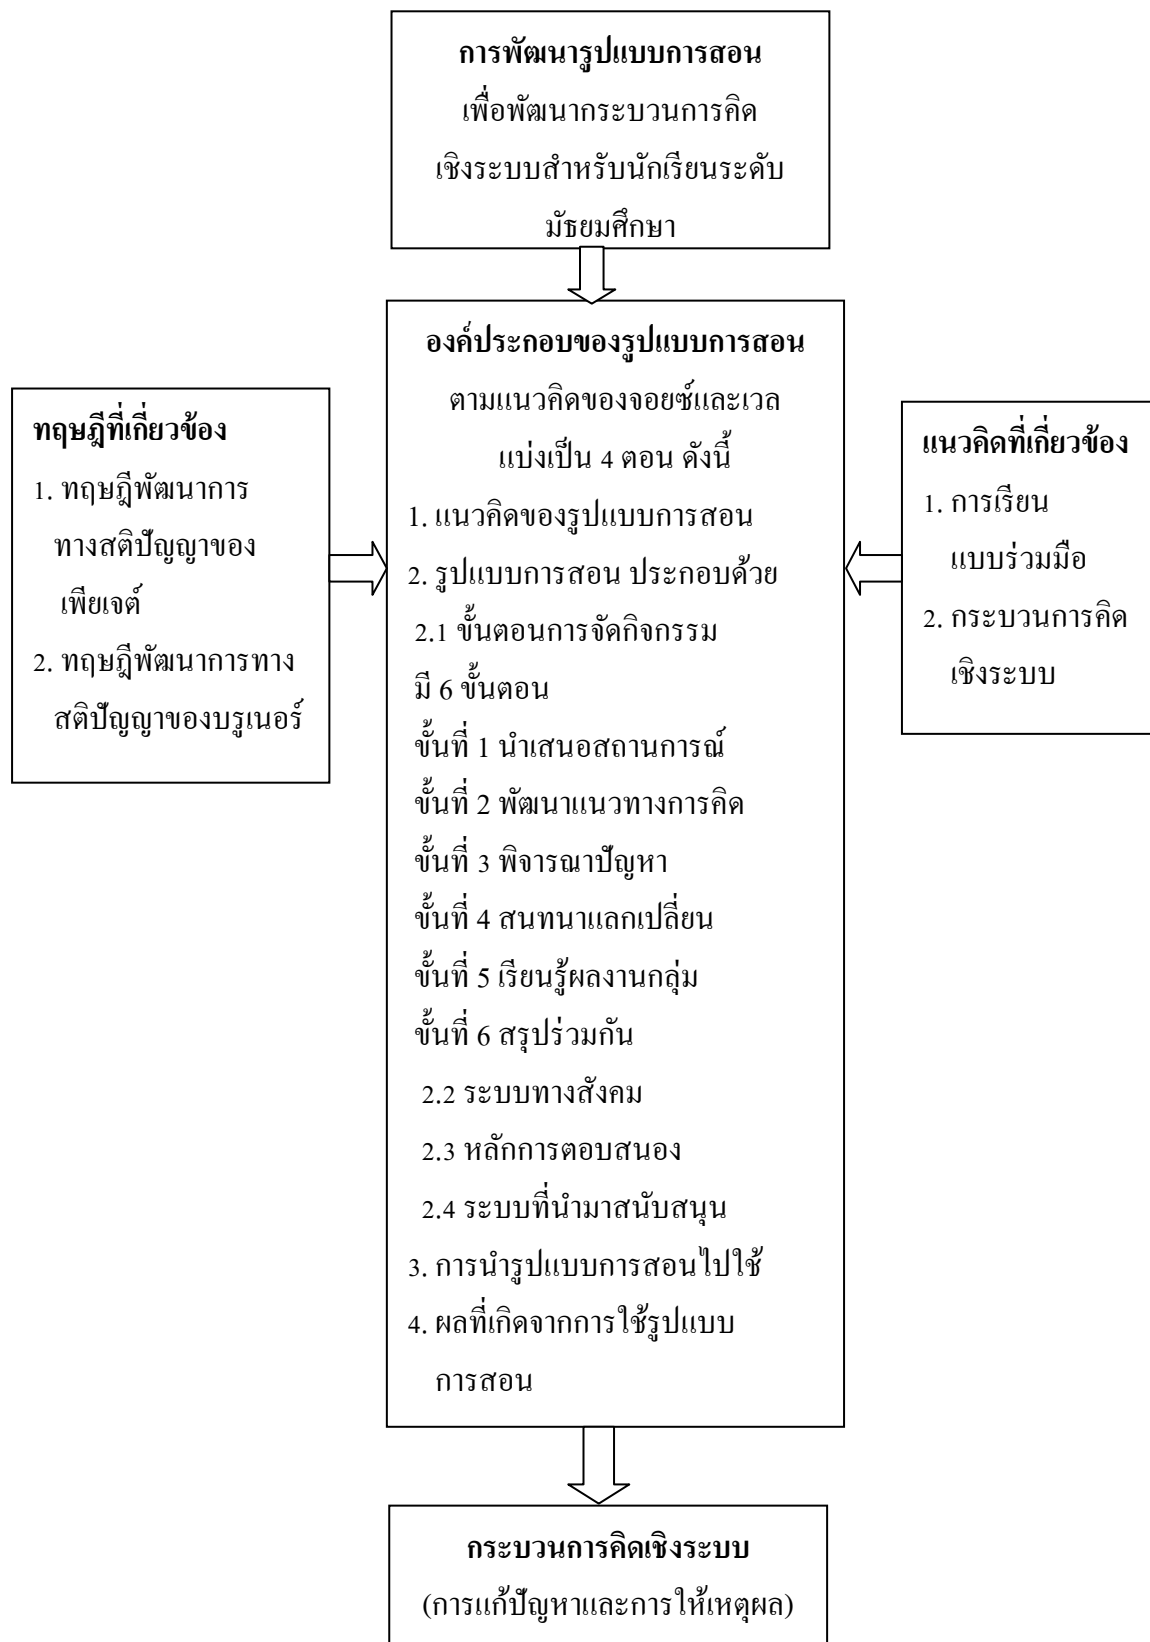 การพัฒนารูปแบบการสอน
เพื่อพัฒนากระบวนการคิด
เชิงระบบสำหรับนักเรียนระดับ
มัธยมศึกษา
องค์ประกอบของรูปแบบการสอน
ตามแนวคิดของจอยซ์และเวล
แบ่งเป็น 4 ตอน ดังนี้
1. แนวคิดของรูปแบบการสอน
2. รูปแบบการสอน ประกอบด้วย
2.1 ขั้นตอนการจัดกิจกรรม
มี 6 ขั้นตอน
ขั้นที่ 1 นำเสนอสถานการณ์
ขั้นที่ 2 พัฒนาแนวทางการคิด
ขั้นที่ 3 พิจารณาปัญหา
ขั้นที่ 4 สนทนาแลกเปลี่ยน
ขั้นที่ 5 เรียนรู้ผลงานกลุ่ม
ขั้นที่ 6 สรุปร่วมกัน
2.2 ระบบทางสังคม
2.3 หลักการตอบสนอง
2.4 ระบบที่นำมาสนับสนุน
3. การนำรูปแบบการสอนไปใช้
4. ผลที่เกิดจากการใช้รูปแบบ
การสอน
ทฤษฎีที่เกี่ยวข้อง
1. ทฤษฎีพัฒนาการ
ทางสติปัญญาของ
เพียเจต์
2. ทฤษฎีพัฒนาการทาง
สติปัญญาของบรูเนอร์
แนวคิดที่เกี่ยวข้อง
1. การเรียน
แบบร่วมมือ
2. กระบวนการคิด
เชิงระบบ
กระบวนการคิดเชิงระบบ
(การแก้ปัญหาและการให้เหตุผล)